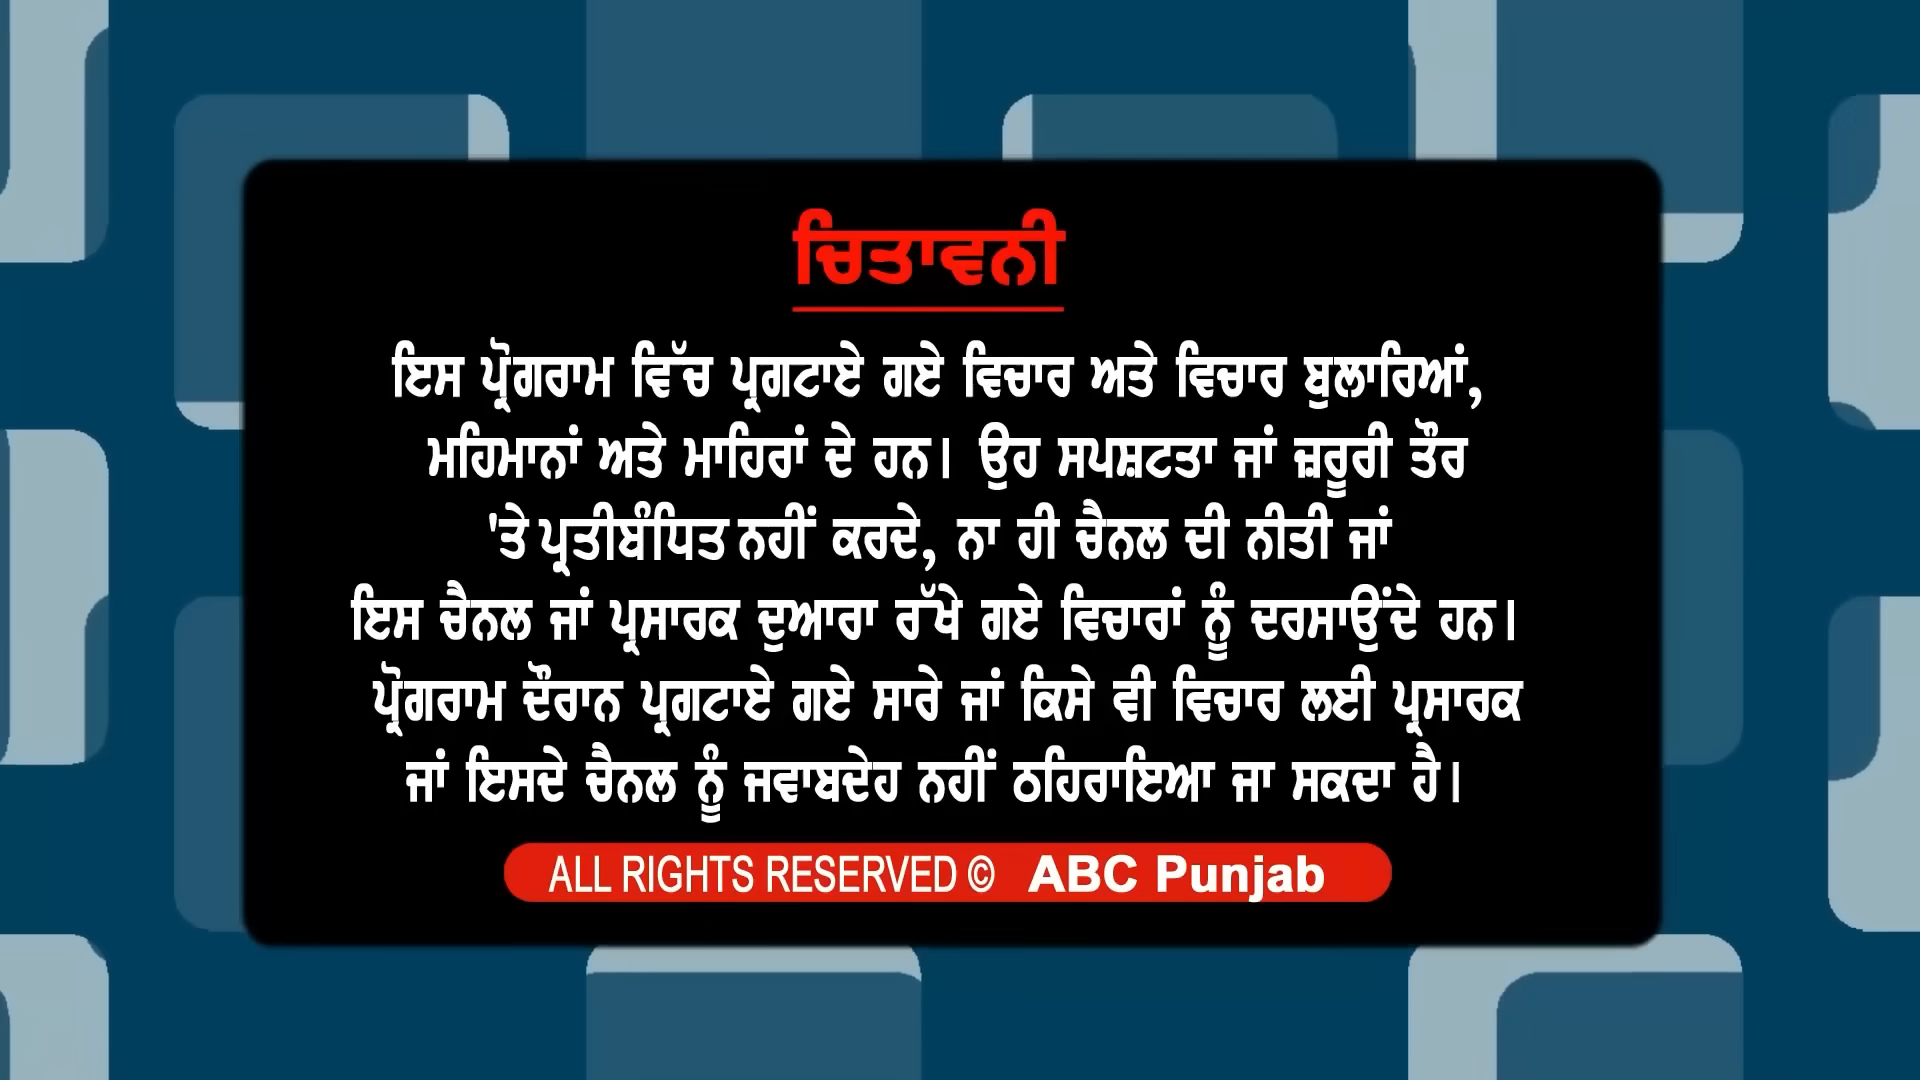 ਚਿਤਾਵਨੀ
ਇਸ ਪ੍ਰੋਗਰਾਮ ਵਿੱਚ ਪ੍ਰਗਟਾਏ ਗਏ ਵਿਚਾਰ ਅਤੇ ਵਿਚਾਰ ਬੁਲਾਰਿਆਂ,
ਮਹਿਮਾਨਾਂ ਅਤੇ ਮਾਹਿਰਾਂ ਦੇ ਹਨ। ਉਹ ਸਪਸ਼ਟਤਾ ਜਾਂ ਜ਼ਰੂਰੀ ਤੌਰ
'ਤੇ ਪ੍ਰਤੀਬੰਧਿਤ ਨਹੀਂ ਕਰਦੇ, ਨਾ ਹੀ ਚੈਨਲ ਦੀ ਨੀਤੀ ਜਾਂ
ਇਸ ਚੈਨਲ ਜਾਂ ਪ੍ਰਸਾਰਕ ਦੁਆਰਾ ਰੱਖੇ ਗਏ ਵਿਚਾਰਾਂ ਨੂੰ ਦਰਸਾਉਂਦੇ ਹਨ।
ਪ੍ਰੋਗਰਾਮ ਦੌਰਾਨ ਪ੍ਰਗਟਾਏ ਗਏ ਸਾਰੇ ਜਾਂ ਕਿਸੇ ਵੀ ਵਿਚਾਰ ਲਈ ਪ੍ਰਸਾਰਕ
ਜਾਂ ਇਸਦੇ ਚੈਨਲ ਨੂੰ ਜਵਾਬਦੇਹ ਨਹੀਂ ਠਹਿਰਾਇਆ ਜਾ ਸਕਦਾ ਹੈ।
ALL RIGHTS RESERVED © ABC Punjab